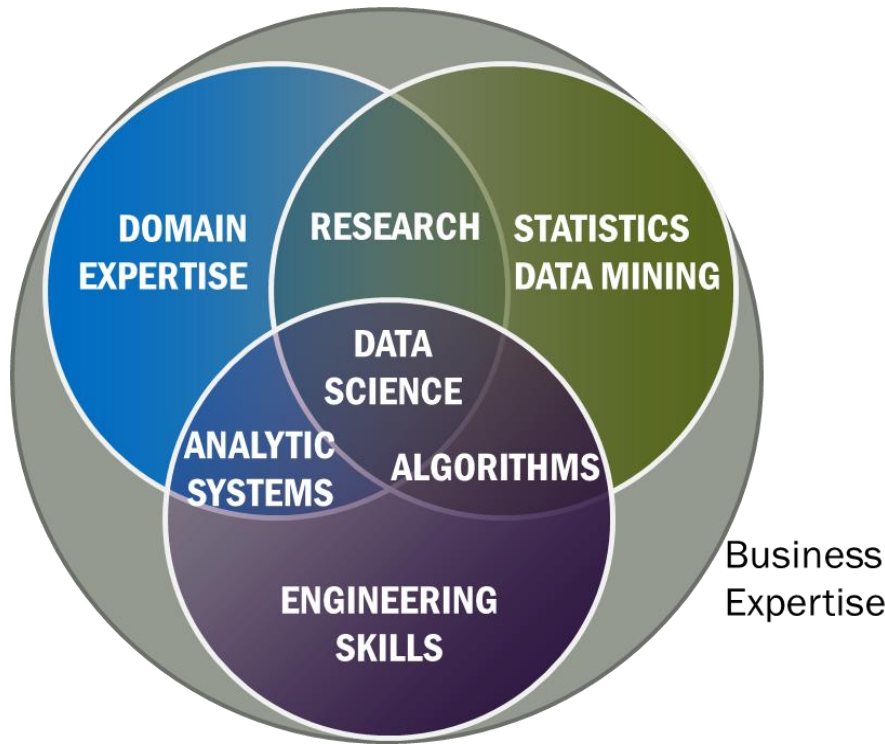 DOMAIN
EXPERTISE
RESEARCH
STATISTICS
DATA MINING
DATA
SCIENCE
ANALYTIC
SYSTEMS
ALGORITHMS
ENGINEERING
SKILLS
Business
Expertise